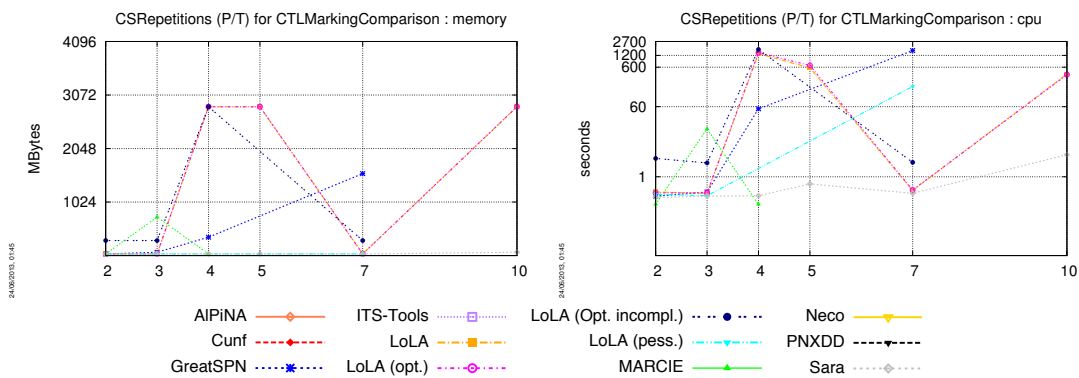 CSRepetitions (P/T) for CTLMarkingComparison : memory
4096
3072
2048
1024
MBytes
2 3 4 5 7 10
24/06/2013, 01:45
CSRepetitions (P/T) for CTLMarkingComparison : cpu
2700
1200
600
60
1
seconds
2 3 4 5 7 10
24/06/2013, 01:45
AlPiNA
Cunf
GreatSPN
ITS-Tools
LoLA
LoLA (opt.)
LoLA (Opt. incompl.)
LoLA (pess.)
MARCIE
Neco
PNXDD
Sara